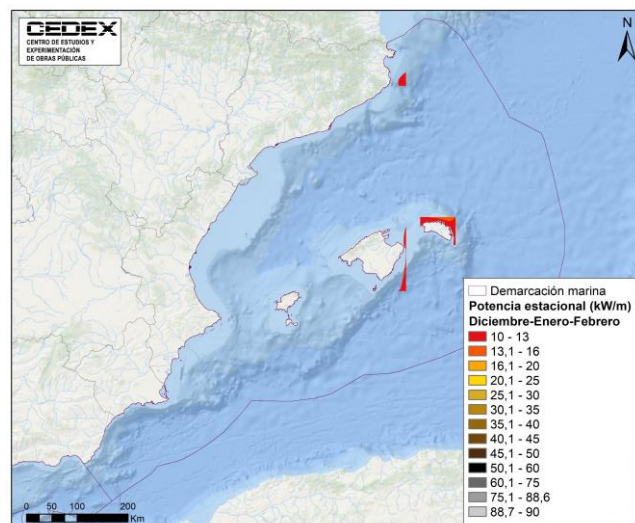 CEDEX
CENTRO DE ESTUDIOS Y
EXPERIMENTACIÓN
DE OBRAS PÚBLICAS
N
Demarcación marina
Potencia estacional (kW/m)
Diciembre-Enero-Febrero
10 - 13
13,1 - 16
16,1 - 20
20,1 - 25
25,1 - 30
30,1 - 35
35,1 - 40
40,1 - 45
45,1 - 50
50,1 - 60
60,1 - 75
75,1 - 88,6
88,7 - 90
0 50 100 200
Km